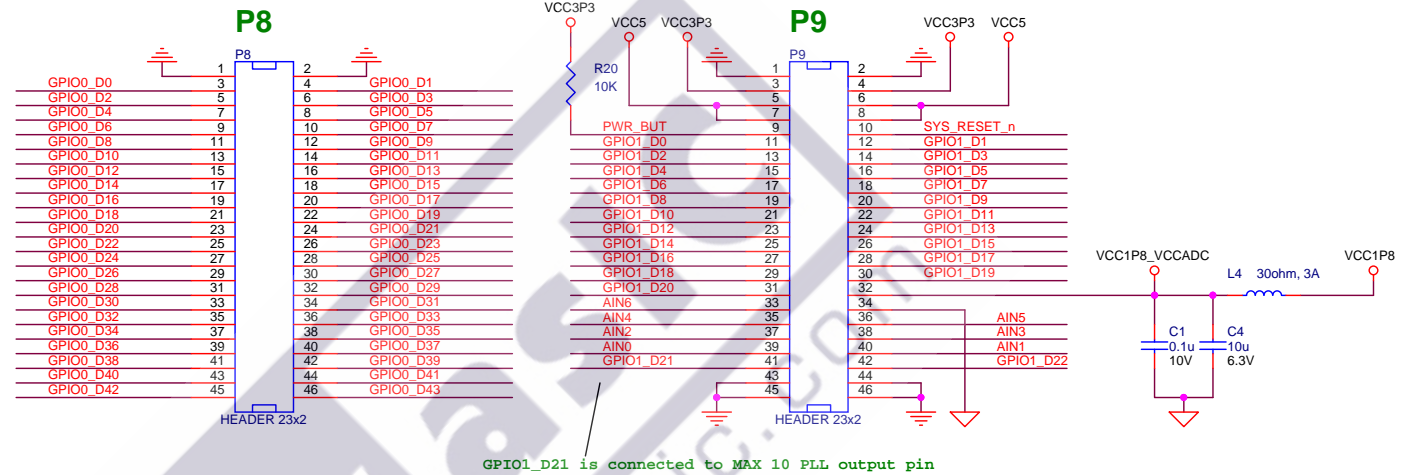 P8
P9
VCC3P3
VCC5
VCC3P3
VCC3P3
VCC5
P8
P9
R20
10K
1 2
GPIO0_D0 3 4 GPIO0_D1
GPIO0_D2 5 6 GPIO0_D3
GPIO0_D4 7 8 GPIO0_D5
GPIO0_D6 9 10 GPIO0_D7
GPIO0_D8 11 12 GPIO0_D9
GPIO0_D10 13 14 GPIO0_D11
GPIO0_D12 15 16 GPIO0_D13
GPIO0_D14 17 18 GPIO0_D15
GPIO0_D16 19 20 GPIO0_D17
GPIO0_D18 21 22 GPIO0_D19
GPIO0_D20 23 24 GPIO0_D21
GPIO0_D22 25 26 GPIO0_D23
GPIO0_D24 27 28 GPIO0_D25
GPIO0_D26 29 30 GPIO0_D27
GPIO0_D28 31 32 GPIO0_D29
GPIO0_D30 33 34 GPIO0_D31
GPIO0_D32 35 36 GPIO0_D33
GPIO0_D34 37 38 GPIO0_D35
GPIO0_D36 39 40 GPIO0_D37
GPIO0_D38 41 42 GPIO0_D39
GPIO0_D40 43 44 GPIO0_D41
GPIO0_D42 45 46 GPIO0_D43
HEADER 23x2
1 2
3 4
5 6
7 8
PWR_BUT 9 10 SYS_RESET_n
GPIO1_D0 11 12 GPIO1_D1
GPIO1_D2 13 14 GPIO1_D3
GPIO1_D4 15 16 GPIO1_D5
GPIO1_D6 17 18 GPIO1_D7
GPIO1_D8 19 20 GPIO1_D9
GPIO1_D10 21 22 GPIO1_D11
GPIO1_D12 23 24 GPIO1_D13
GPIO1_D14 25 26 GPIO1_D15
GPIO1_D16 27 28 GPIO1_D17
GPIO1_D18 29 30 GPIO1_D19
GPIO1_D20 31 32
AIN6 33 34
AIN4 35 36 AIN5
AIN2 37 38 AIN3
AIN0 39 40 AIN1
GPIO1_D21 41 42 GPIO1_D22
43 44
45 46
HEADER 23x2
VCC1P8_VCCADC
VCC1P8
L4 30ohm, 3A
C1
0.1u
10V
C4
10u
6.3V
GPIO1_D21 is connected to MAX 10 PLL output pin
asic
ic.com